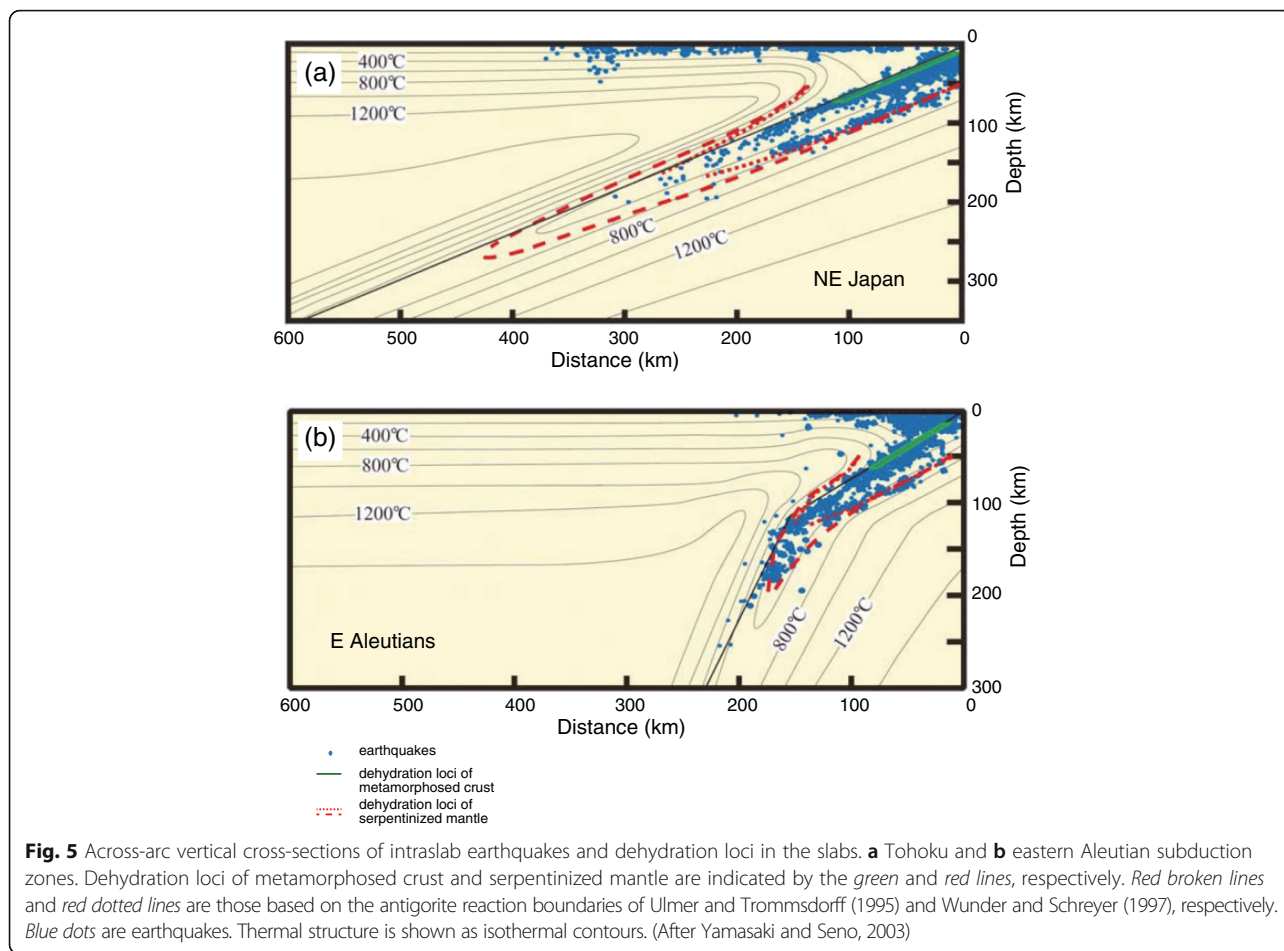 (a)
400℃
800℃
1200℃
800℃
1200℃
NE Japan
0
100
200
300
Depth (km)
600 500 400 300 200 100 0
Distance (km)
(b)
400℃
800℃
1200℃
800℃
1200℃
E Aleutians
0
100
200
300
Depth (km)
600 500 400 300 200 100 0
Distance (km)
earthquakes
dehydration loci of
metamorphosed crust
dehydration loci of
serpentinized mantle
Fig. 5 Across-arc vertical cross-sections of intraslab earthquakes and dehydration loci in the slabs. a Tohoku and b eastern Aleutian subduction
zones. Dehydration loci of metamorphosed crust and serpentinized mantle are indicated by the green and red lines, respectively. Red broken lines
and red dotted lines are those based on the antigorite reaction boundaries of Ulmer and Trommsdorff (1995) and Wunder and Schreyer (1997), respectively.
Blue dots are earthquakes. Thermal structure is shown as isothermal contours. (After Yamasaki and Seno, 2003)